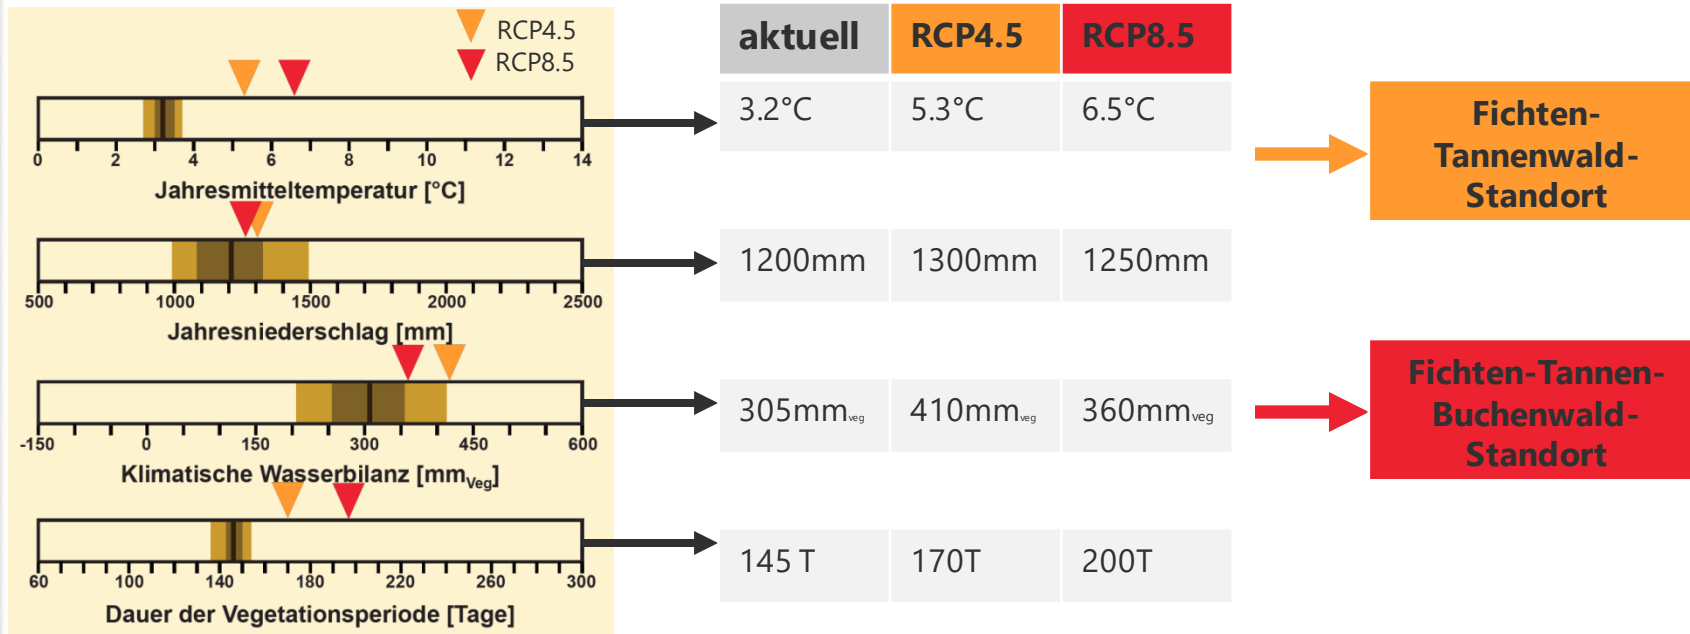 RCP4.5
RCP8.5
0 2 4 6 8 10 12 14
Jahresmitteltemperatur [°C]
500 1000 1500 2000 2500
Jahresniederschlag [mm]
-150 0 150 300 450 600
Klimatische Wasserbilanz [mmVeg]
60 100 140 180 220 260 300
Dauer der Vegetationsperiode [Tage]
aktuell RCP4.5 RCP8.5
3.2°C 5.3°C 6.5°C
1200mm 1300mm 1250mm
305mmveg 410mmveg 360mmveg
145 T 170T 200T
Fichten-
Tannenwald-
Standort
Fichten-Tannen-
Buchenwald-
Standort